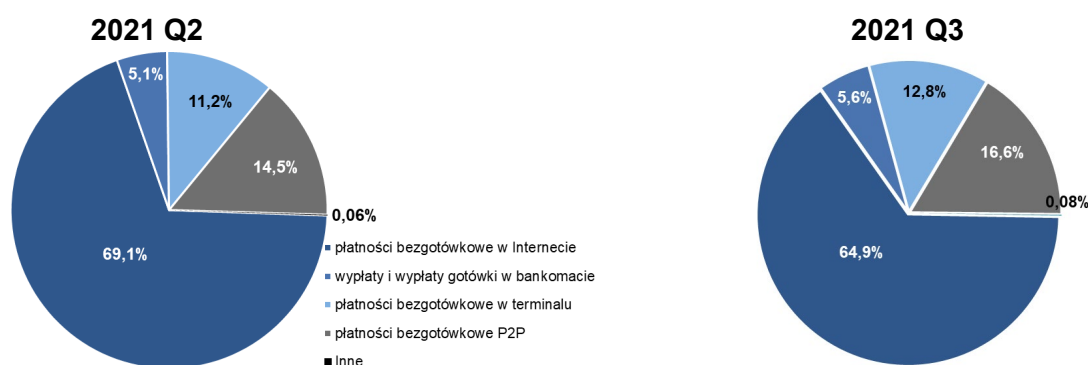 2021 Q2
2021 Q3
5,1%
11,2%
14,5%
0,06%
69,1%
5,6%
12,8%
16,6%
0,08%
64,9%
płatności bezgotówkowe w Internecie
wypłaty i wypłaty gotówki w bankomacie
płatności bezgotówkowe w terminalu
płatności bezgotówkowe P2P
Inne